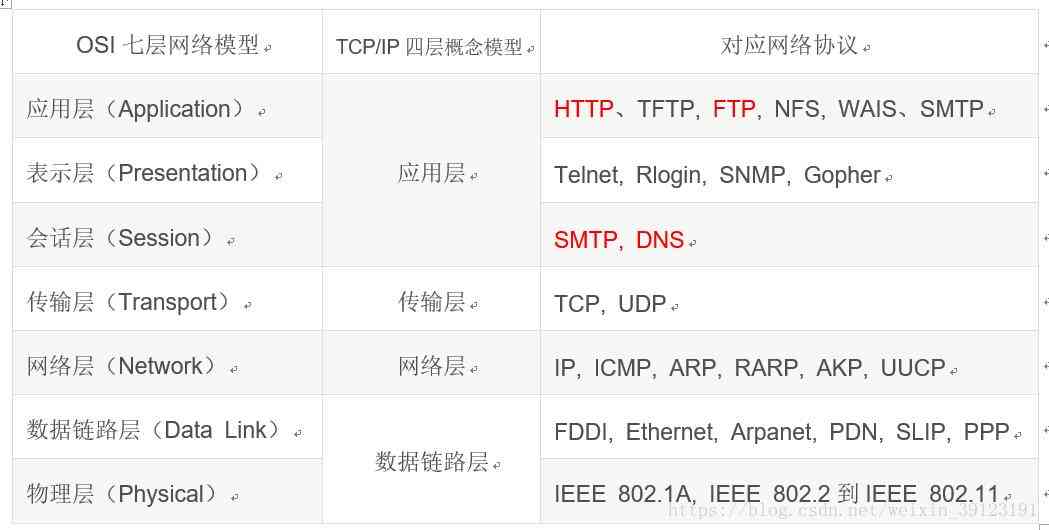 OSI 七层网络模型 TCP/IP 四层概念模型 对应网络协议
应用层（Application） HTTP、TFTP, FTP, NFS, WAIS、SMTP
表示层（Presentation） 应用层 Telnet, Rlogin, SNMP, Gopher
会话层（Session） SMTP, DNS
传输层（Transport） 传输层 TCP, UDP
网络层（Network） 网络层 IP, ICMP, ARP, RARP, AKP, UUCP
数据链路层（Data Link） FDDI, Ethernet, Arpanet, PDN, SLIP, PPP
数据链路层
物理层（Physical） IEEE 802.1A, IEEE 802.2 到 IEEE 802.11
https://blog.csdn.net/weixin_39123191